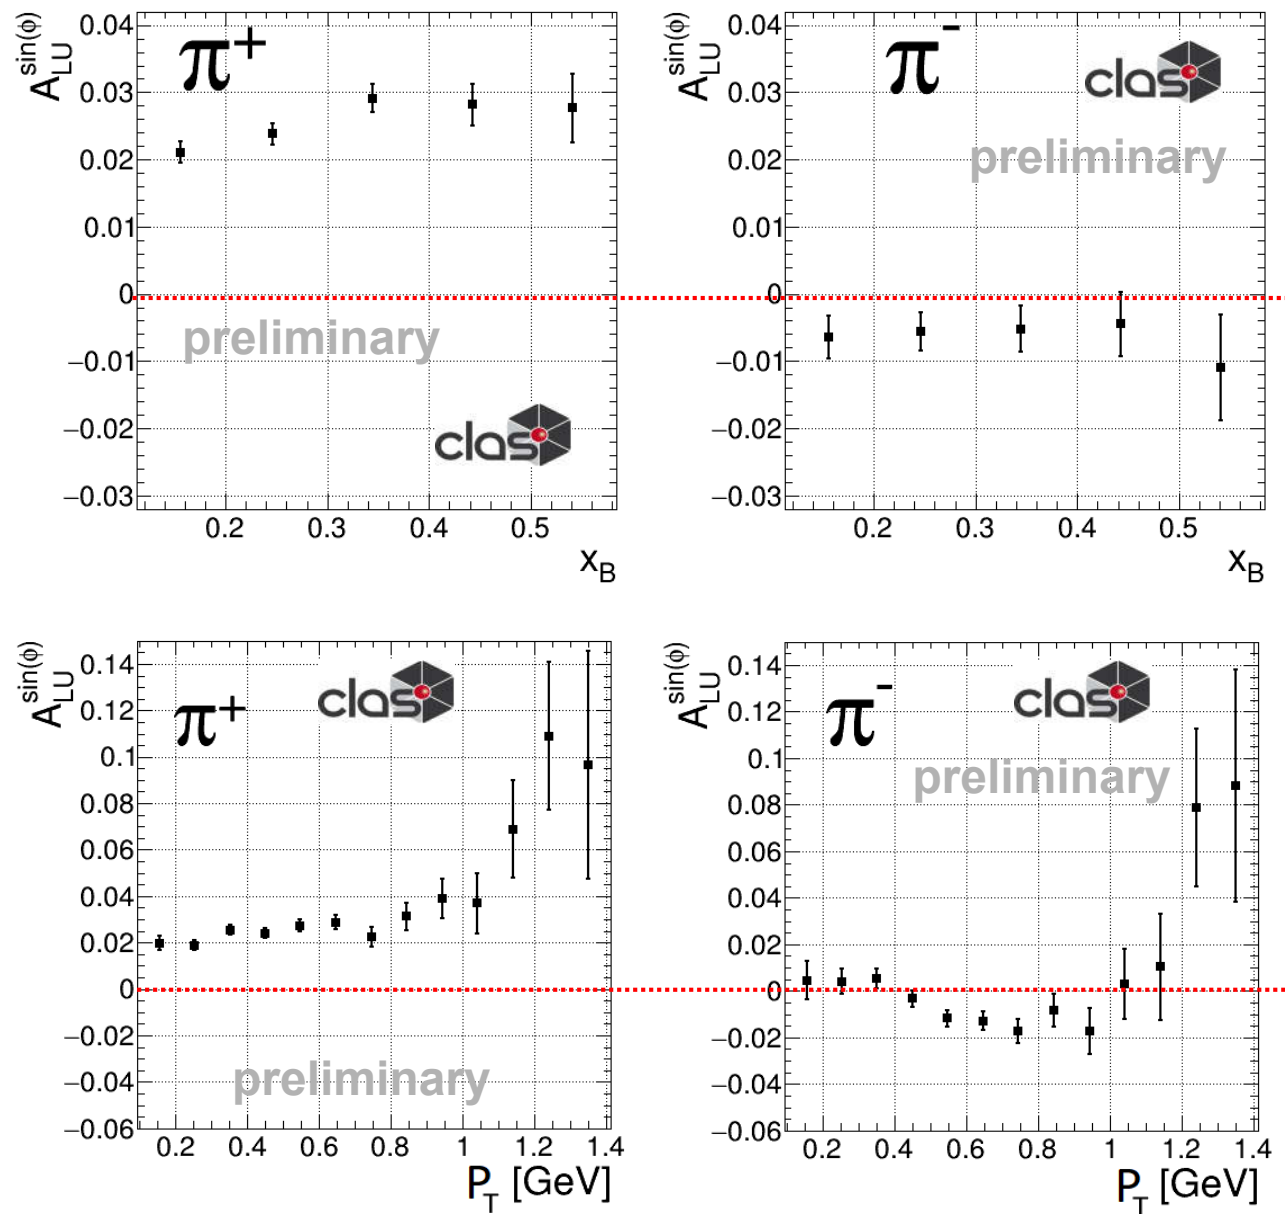 A_LU^sin(ϕ)
π⁺
0.04
0.03
0.02
0.01
0
−0.01
−0.02
−0.03
preliminary
clas
0.2 0.3 0.4 0.5
x_B
A_LU^sin(ϕ)
π⁻
clas
0.04
0.03
0.02
0.01
0
−0.01
−0.02
−0.03
preliminary
0.2 0.3 0.4 0.5
x_B
A_LU^sin(ϕ)
π⁺
clas
0.14
0.12
0.1
0.08
0.06
0.04
0.02
0
−0.02
−0.04
−0.06
preliminary
0.2 0.4 0.6 0.8 1 1.2 1.4
P_T [GeV]
A_LU^sin(ϕ)
π⁻
clas
0.14
0.12
0.1
0.08
0.06
0.04
0.02
0
−0.02
−0.04
−0.06
preliminary
0.2 0.4 0.6 0.8 1 1.2 1.4
P_T [GeV]